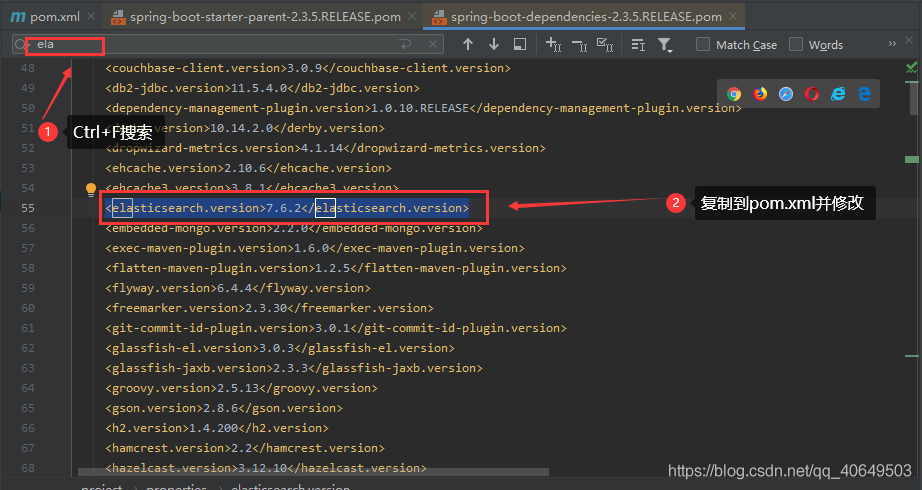 pom.xml spring-boot-starter-parent-2.3.5.RELEASE.pom spring-boot-dependencies-2.3.5.RELEASE.pom
ela Match Case Words
48 <couchbase-client.version>3.0.9</couchbase-client.version>
49 <db2-jdbc.version>11.5.4.0</db2-jdbc.version>
50 <dependency-management-plugin.version>1.0.10.RELEASE</dependency-management-plugin.version>
1 Ctrl+F搜索
51 .version>10.14.2.0</derby.version>
52 <dropwizard-metrics.version>4.1.14</dropwizard-metrics.version>
53 <ehcache.version>2.10.6</ehcache.version>
54 <ehcache3.version>3.8.1</ehcache3.version>
55 <elasticsearch.version>7.6.2</elasticsearch.version>
2 复制到pom.xml并修改
56 <embedded-mongo.version>2.2.0</embedded-mongo.version>
57 <exec-maven-plugin.version>1.6.0</exec-maven-plugin.version>
58 <flatten-maven-plugin.version>1.2.5</flatten-maven-plugin.version>
59 <flyway.version>6.4.4</flyway.version>
60 <freemarker.version>2.3.30</freemarker.version>
61 <git-commit-id-plugin.version>3.0.1</git-commit-id-plugin.version>
62 <glassfish-el.version>3.0.3</glassfish-el.version>
63 <glassfish-jaxb.version>2.3.3</glassfish-jaxb.version>
64 <groovy.version>2.5.13</groovy.version>
65 <gson.version>2.8.6</gson.version>
66 <h2.version>1.4.200</h2.version>
67 <hamcrest.version>2.2</hamcrest.version>
68 <hazelcast.version>3.12.10</hazelcast.version>
https://blog.csdn.net/qq_40649503
project › properties › elasticsearch.version